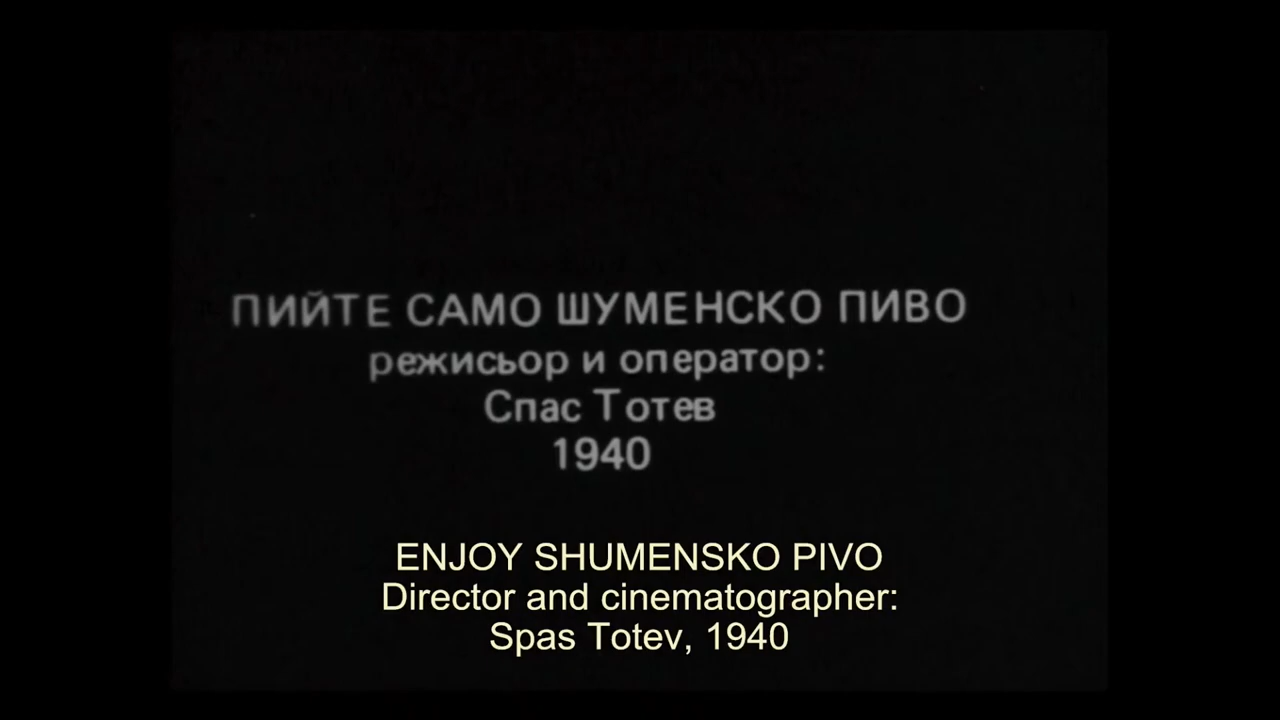 ПИЙТЕ САМО ШУМЕНСКО ПИВО
режисьор и оператор:
Спас Тотев
1940
ENJOY SHUMENSKO PIVO
Director and cinematographer:
Spas Totev, 1940